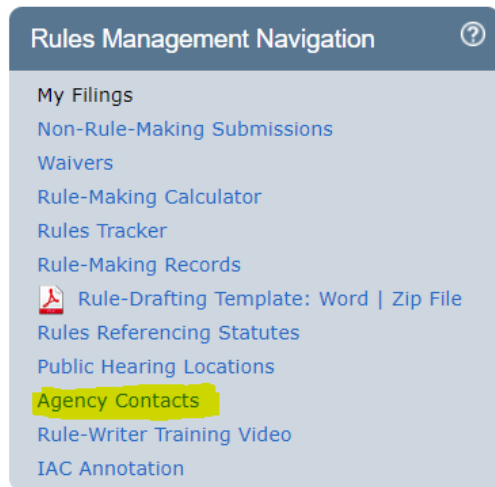 Rules Management Navigation ?
My Filings
Non-Rule-Making Submissions
Waivers
Rule-Making Calculator
Rules Tracker
Rule-Making Records
Rule-Drafting Template: Word | Zip File
Rules Referencing Statutes
Public Hearing Locations
Agency Contacts
Rule-Writer Training Video
IAC Annotation